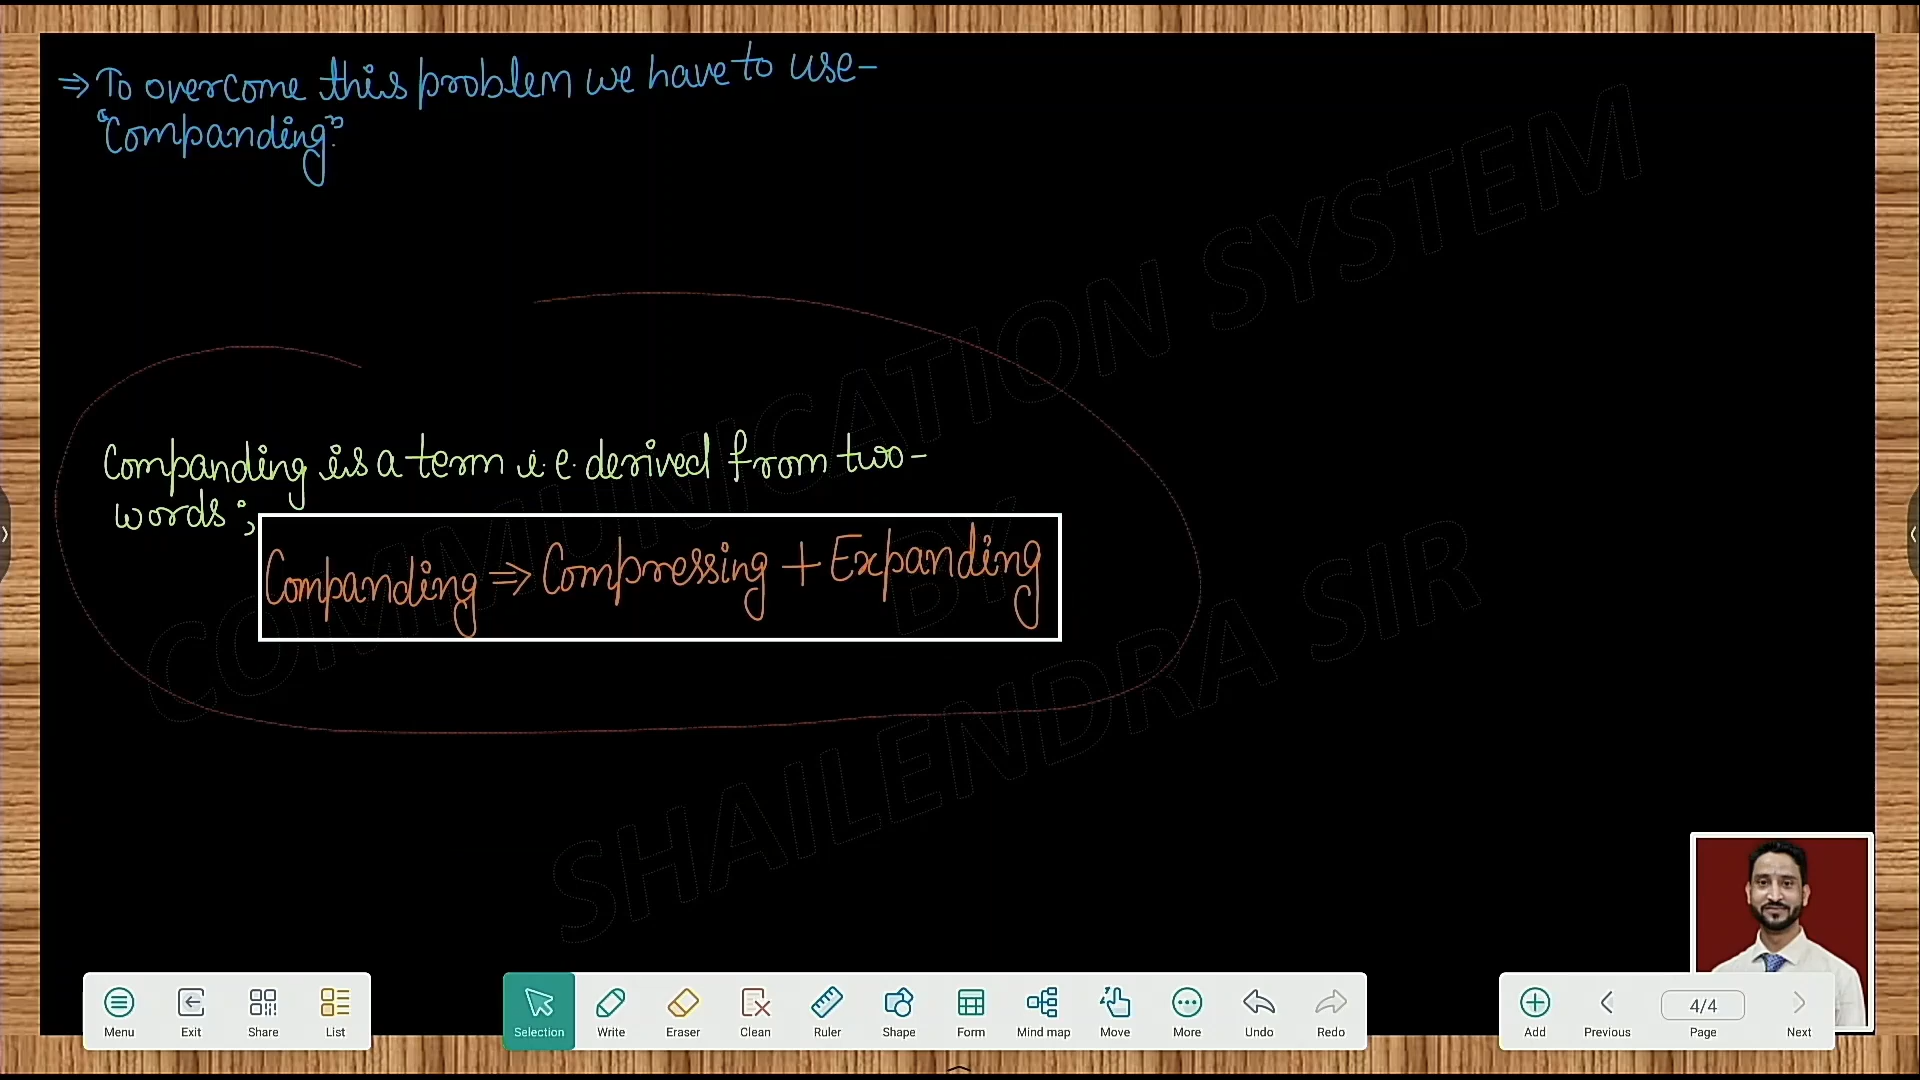 ⇒ To overcome this problem we have to use-
"Companding".
Companding is a term i.e. derived from two-
words ;
Companding ⇒ Compressing + Expanding
COMMUNICATION SYSTEM
BY
SHAILENDRA SIR
Menu Exit Share List Selection Write Eraser Clean Ruler Shape Form Mind map Move More Undo Redo Add Previous 4/4 Page Next